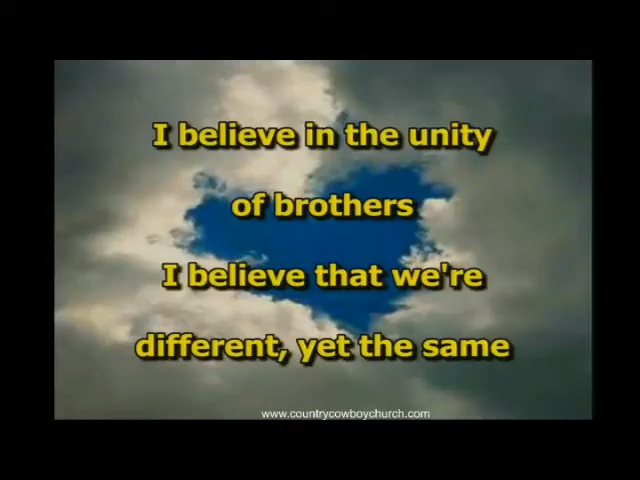 I believe in the unity
of brothers
I believe that we're
different, yet the same
www.countrycowboychurch.com